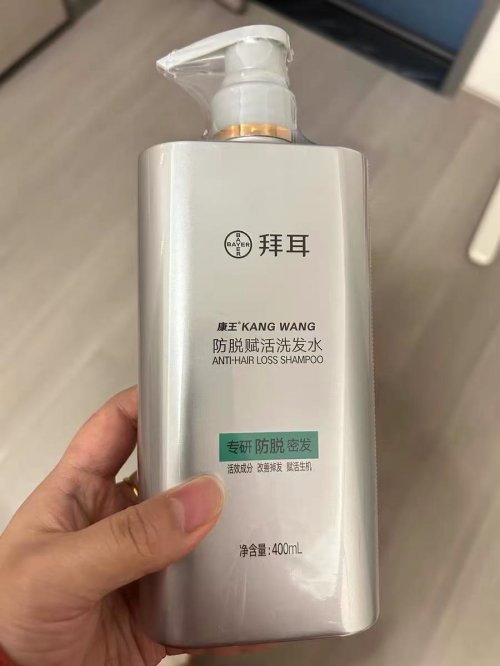 BAYER
BAYER
拜耳
康王® KANG WANG
防脱赋活洗发水
ANTI-HAIR LOSS SHAMPOO
专研 防脱 密发
活效成分 改善掉发 赋活生机
净含量:400mL